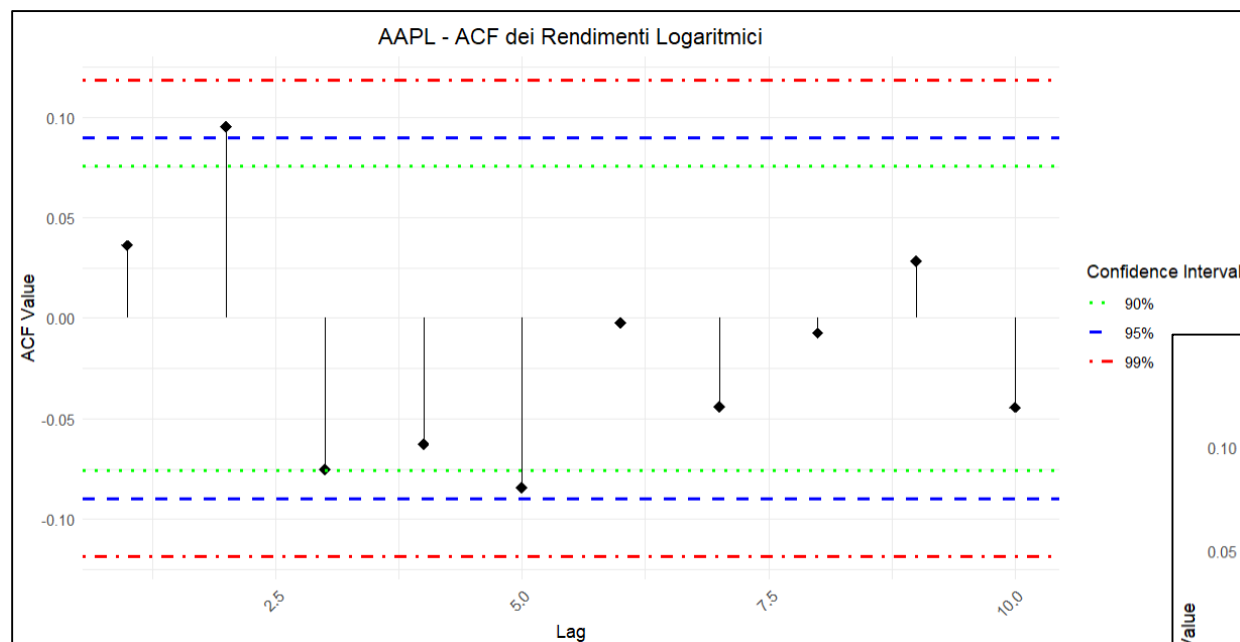 AAPL - ACF dei Rendimenti Logaritmici
ACF Value
0.10
0.05
0.00
-0.05
-0.10
2.5
5.0
7.5
10.0
Lag
Confidence Interval
90%
95%
99%
0.10
0.05
Value